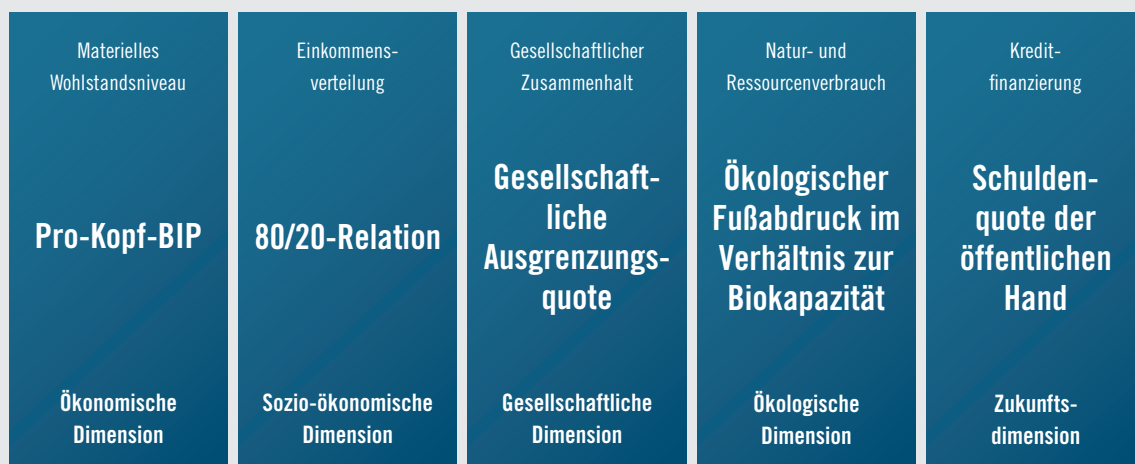 Materielles
Wohlstandsniveau
Pro-Kopf-BIP
Ökonomische
Dimension
Einkommens-
verteilung
80/20-Relation
Sozio-ökonomische
Dimension
Gesellschaftlicher
Zusammenhalt
Gesellschaft-
liche
Ausgrenzungs-
quote
Gesellschaftliche
Dimension
Natur- und
Ressourcenverbrauch
Ökologischer
Fußabdruck im
Verhältnis zur
Biokapazität
Ökologische
Dimension
Kredit-
finanzierung
Schulden-
quote der
öffentlichen
Hand
Zukunfts-
dimension